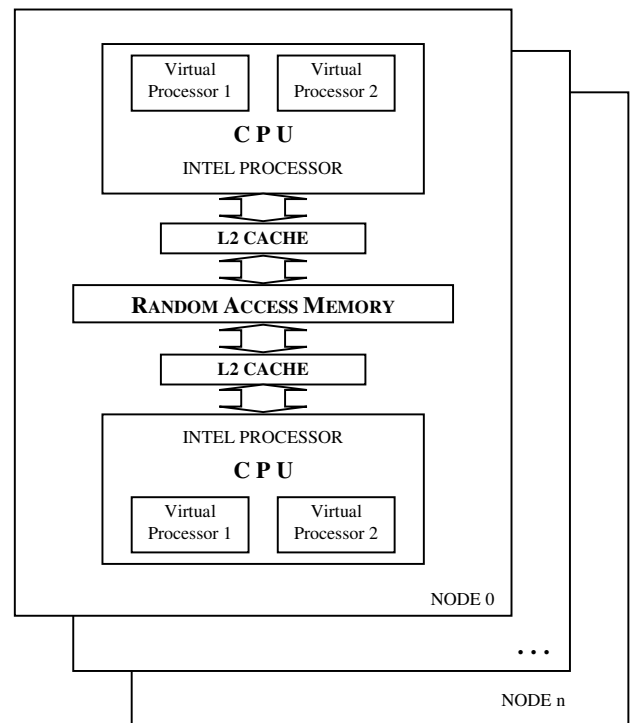 Virtual
Processor 1
Virtual
Processor 2
C P U
INTEL PROCESSOR
L2 CACHE
RANDOM ACCESS MEMORY
L2 CACHE
INTEL PROCESSOR
C P U
Virtual
Processor 1
Virtual
Processor 2
NODE 0
...
NODE n